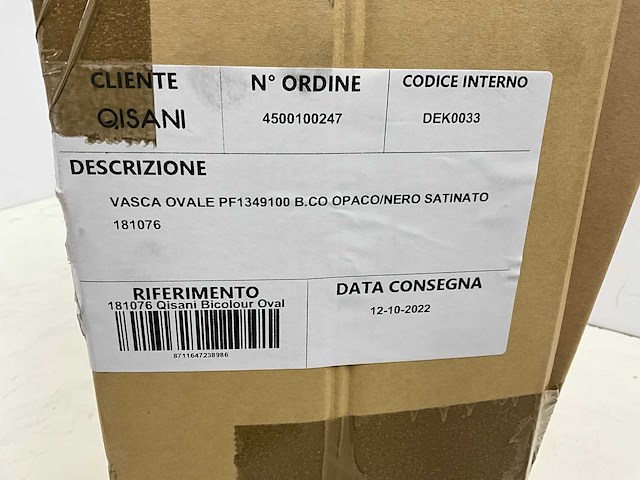 CLIENTE
QISANI
N° ORDINE
4500100247
CODICE INTERNO
DEK0033
DESCRIZIONE
VASCA OVALE PF1349100 B.CO OPACO/NERO SATINATO
181076
RIFERIMENTO
181076 Qisani Bicolour Oval
8711647238986
DATA CONSEGNA
12-10-2022